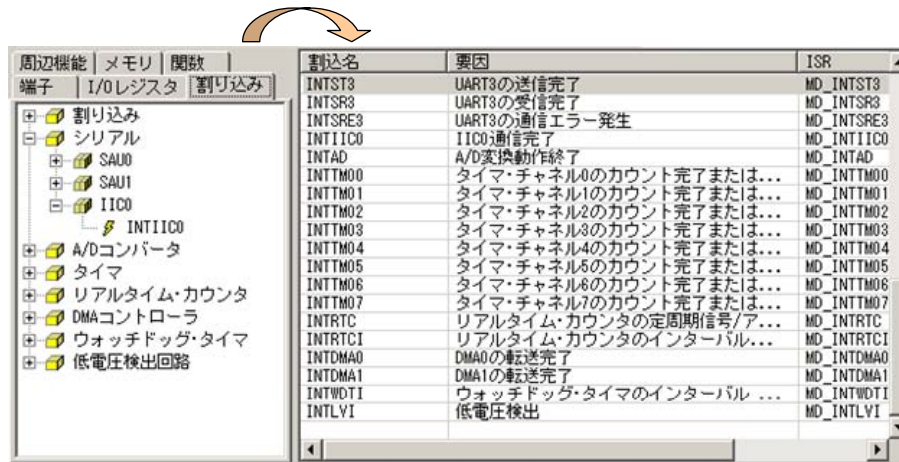 周辺機能 メモリ 関数
端子 I/Oレジスタ 割り込み
割り込み
シリアル
SAU0
SAU1
IIC0
INTIIC0
A/Dコンバータ
タイマ
リアルタイム・カウンタ
DMAコントローラ
ウォッチドッグ・タイマ
低電圧検出回路
割込名 要因 ISR
INTST3 UART3の送信完了 MD_INTST3
INTSR3 UART3の受信完了 MD_INTSR3
INTSRE3 UART3の通信エラー発生 MD_INTSRE3
INTIIC0 IIC0通信完了 MD_INTIIC0
INTAD A/D変換動作終了 MD_INTAD
INTTM00 タイマ・チャネル0のカウント完了または... MD_INTTM00
INTTM01 タイマ・チャネル1のカウント完了または... MD_INTTM01
INTTM02 タイマ・チャネル2のカウント完了または... MD_INTTM02
INTTM03 タイマ・チャネル3のカウント完了または... MD_INTTM03
INTTM04 タイマ・チャネル4のカウント完了または... MD_INTTM04
INTTM05 タイマ・チャネル5のカウント完了または... MD_INTTM05
INTTM06 タイマ・チャネル6のカウント完了または... MD_INTTM06
INTTM07 タイマ・チャネル7のカウント完了または... MD_INTTM07
INTRTC リアルタイム・カウンタの定周期信号/ア... MD_INTRTC
INTRTCI リアルタイム・カウンタのインターバル... MD_INTRTCI
INTDMA0 DMA0の転送完了 MD_INTDMA0
INTDMA1 DMA1の転送完了 MD_INTDMA1
INTWDTI ウォッチドッグ・タイマのインターバル ... MD_INTWDTI
INTLVI 低電圧検出 MD_INTLVI